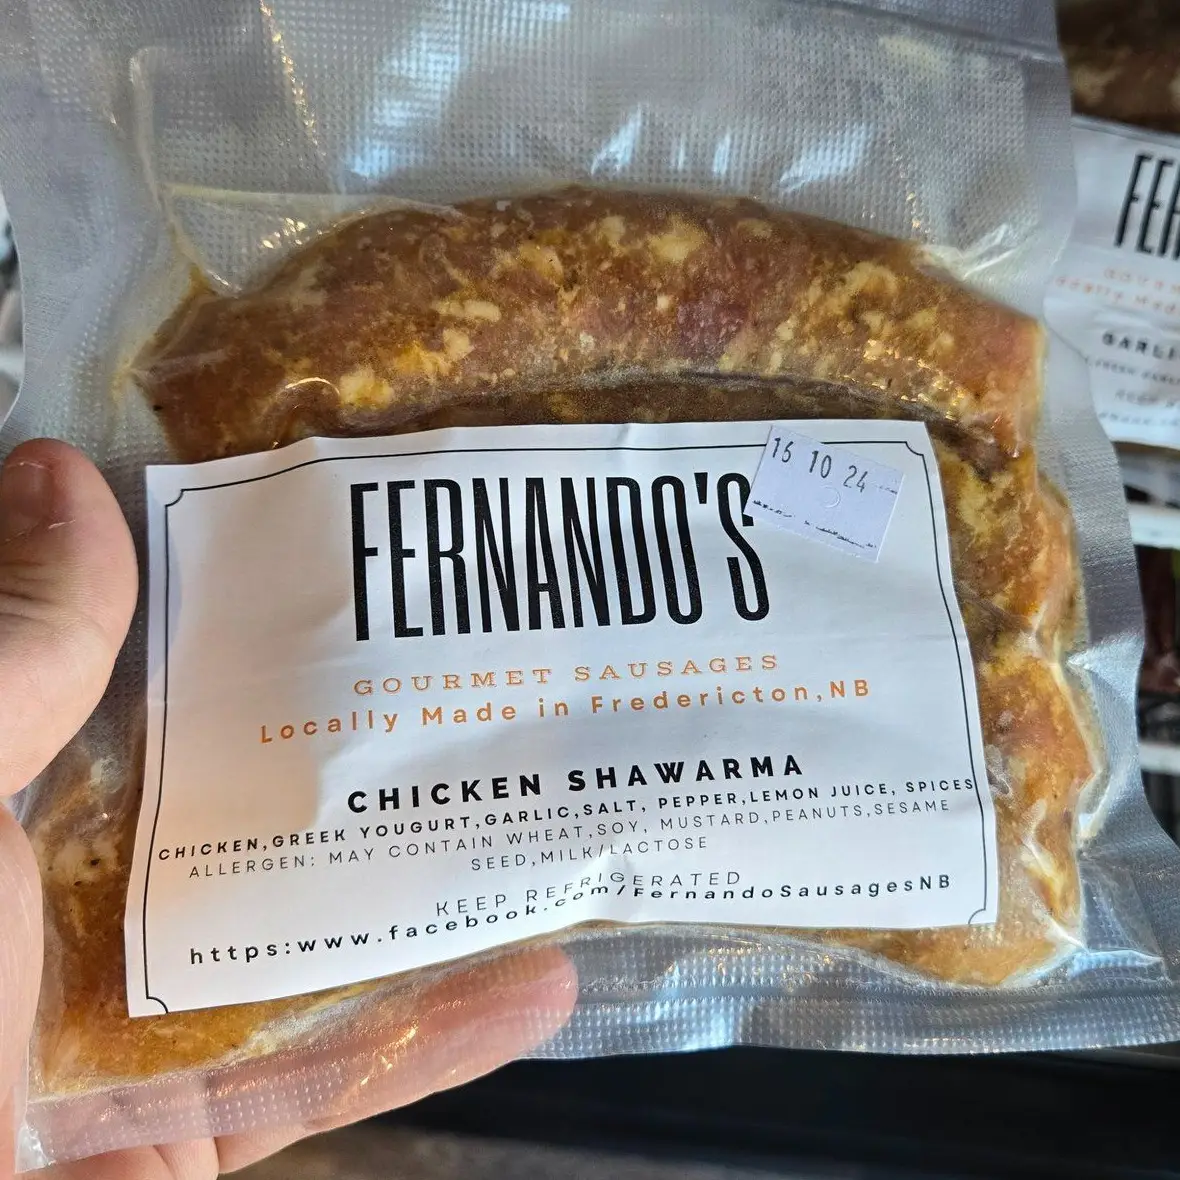 16 10 24
FERNANDO'S
GOURMET SAUSAGES
Locally Made in Fredericton,NB
CHICKEN SHAWARMA
CHICKEN,GREEK YOUGURT,GARLIC,SALT, PEPPER,LEMON JUICE, SPICES
ALLERGEN: MAY CONTAIN WHEAT,SOY, MUSTARD,PEANUTS,SESAME
SEED,MILK/LACTOSE
KEEP REFRIGERATED
https:www.facebook.com/FernandoSausagesNB